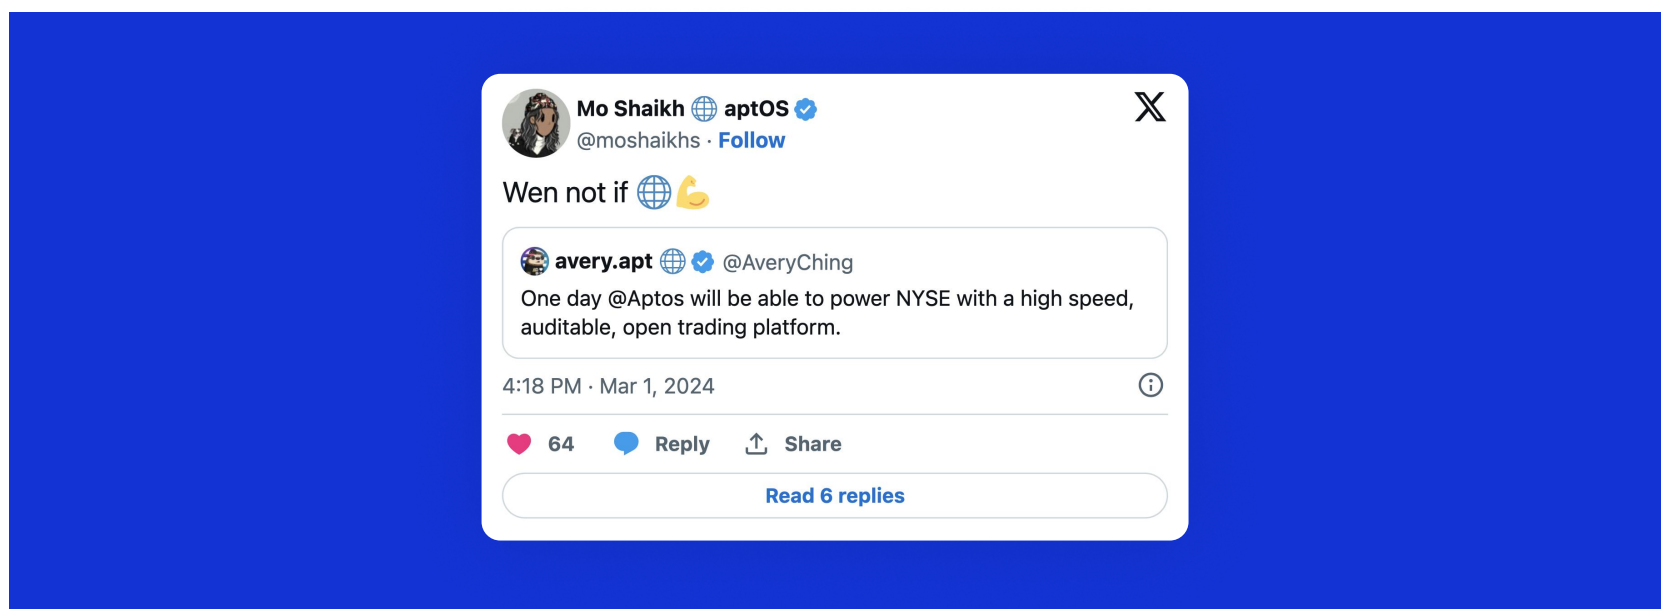 Mo Shaikh 🌐 aptOS
@moshaikhs · Follow
Wen not if 🌐💪
avery.apt 🌐 @AveryChing
One day @Aptos will be able to power NYSE with a high speed,
auditable, open trading platform.
4:18 PM · Mar 1, 2024
64 Reply Share
Read 6 replies